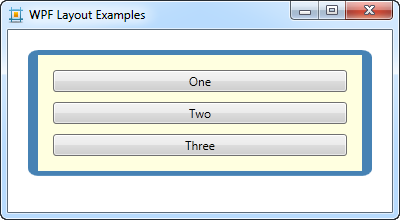 WPF Layout Examples
One
Two
Three